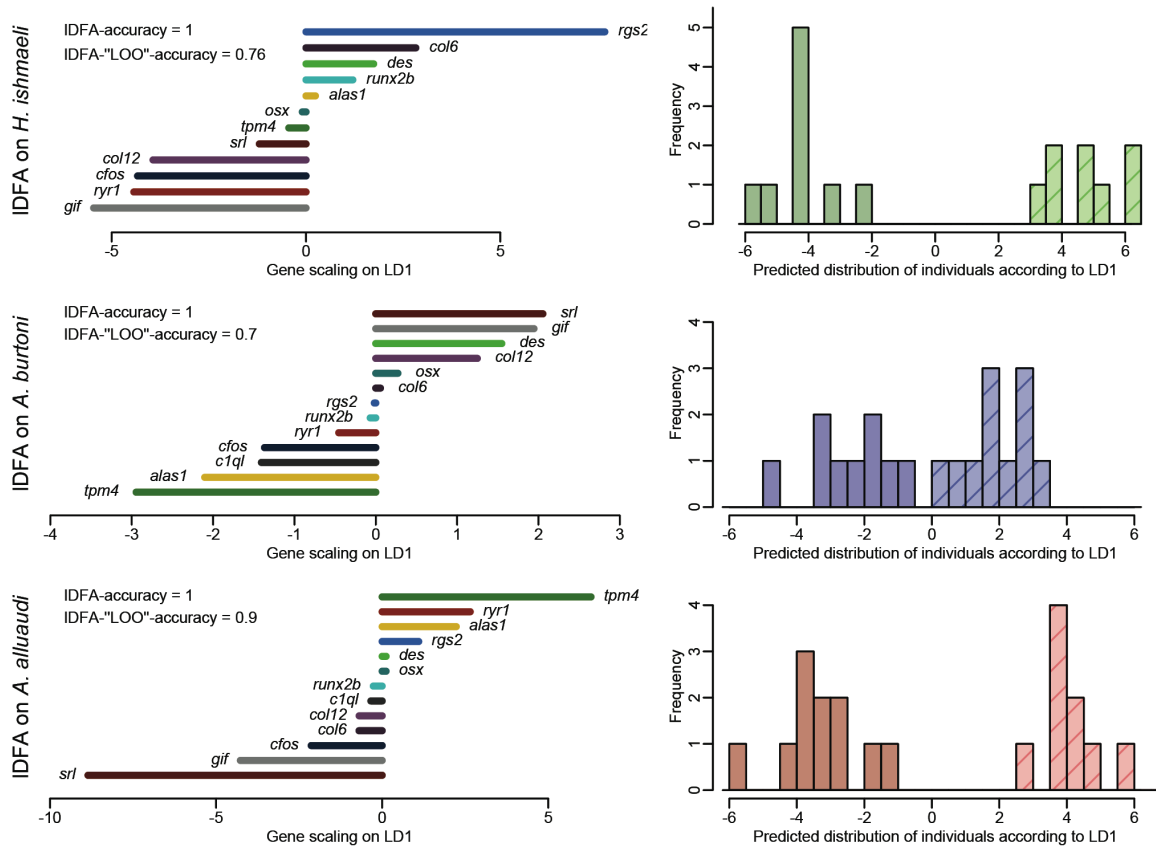 IDFA on H. ishmaeli
IDFA-accuracy = 1
IDFA-"LOO"-accuracy = 0.76
rgs2
col6
des
runx2b
alas1
osx
tpm4
srl
col12
cfos
ryr1
gif
-5 0 5
Gene scaling on LD1
Frequency
5
4
3
2
1
0
-6 -4 -2 0 2 4 6
Predicted distribution of individuals according to LD1
IDFA on A. burtoni
IDFA-accuracy = 1
IDFA-"LOO"-accuracy = 0.7
srl
gif
des
col12
osx
col6
rgs2
runx2b
ryr1
cfos
c1ql
alas1
tpm4
-4 -3 -2 -1 0 1 2 3
Gene scaling on LD1
Frequency
4
3
2
1
0
-6 -4 -2 0 2 4 6
Predicted distribution of individuals according to LD1
IDFA on A. alluaudi
IDFA-accuracy = 1
IDFA-"LOO"-accuracy = 0.9
tpm4
ryr1
alas1
rgs2
des
osx
runx2b
c1ql
col12
col6
cfos
gif
srl
-10 -5 0 5
Gene scaling on LD1
Frequency
4
3
2
1
0
-6 -4 -2 0 2 4 6
Predicted distribution of individuals according to LD1